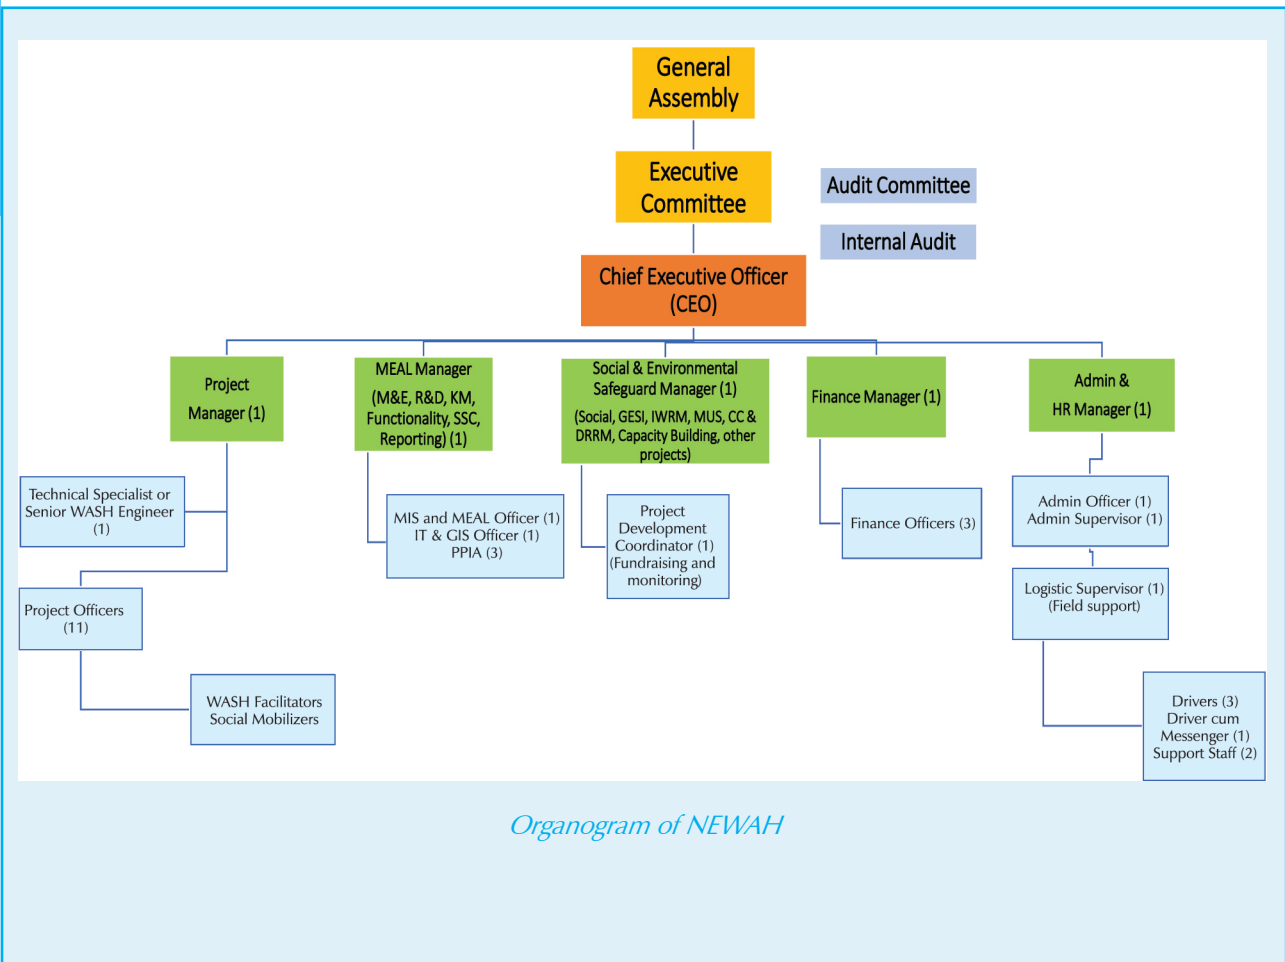 General
Assembly
Executive
Committee
Audit Committee
Internal Audit
Chief Executive Officer
(CEO)
Project
Manager (1)
MEAL Manager
(M&E, R&D, KM,
Functionality, SSC,
Reporting) (1)
Social & Environmental
Safeguard Manager (1)
(Social, GESI, IWRM, MUS, CC &
DRRM, Capacity Building, other
projects)
Finance Manager (1)
Admin &
HR Manager (1)
Technical Specialist or
Senior WASH Engineer
(1)
MIS and MEAL Officer (1)
IT & GIS Officer (1)
PPIA (3)
Project
Development
Coordinator (1)
(Fundraising and
monitoring)
Finance Officers (3)
Admin Officer (1)
Admin Supervisor (1)
Logistic Supervisor (1)
(Field support)
Project Officers
(11)
WASH Facilitators
Social Mobilizers
Drivers (3)
Driver cum
Messenger (1)
Support Staff (2)
Organogram of NEWAH